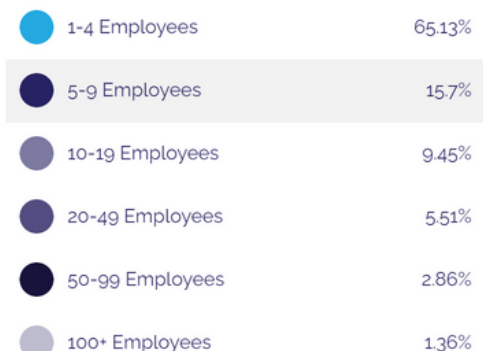 1-4 Employees 65.13%
5-9 Employees 15.7%
10-19 Employees 9.45%
20-49 Employees 5.51%
50-99 Employees 2.86%
100+ Employees 1.36%